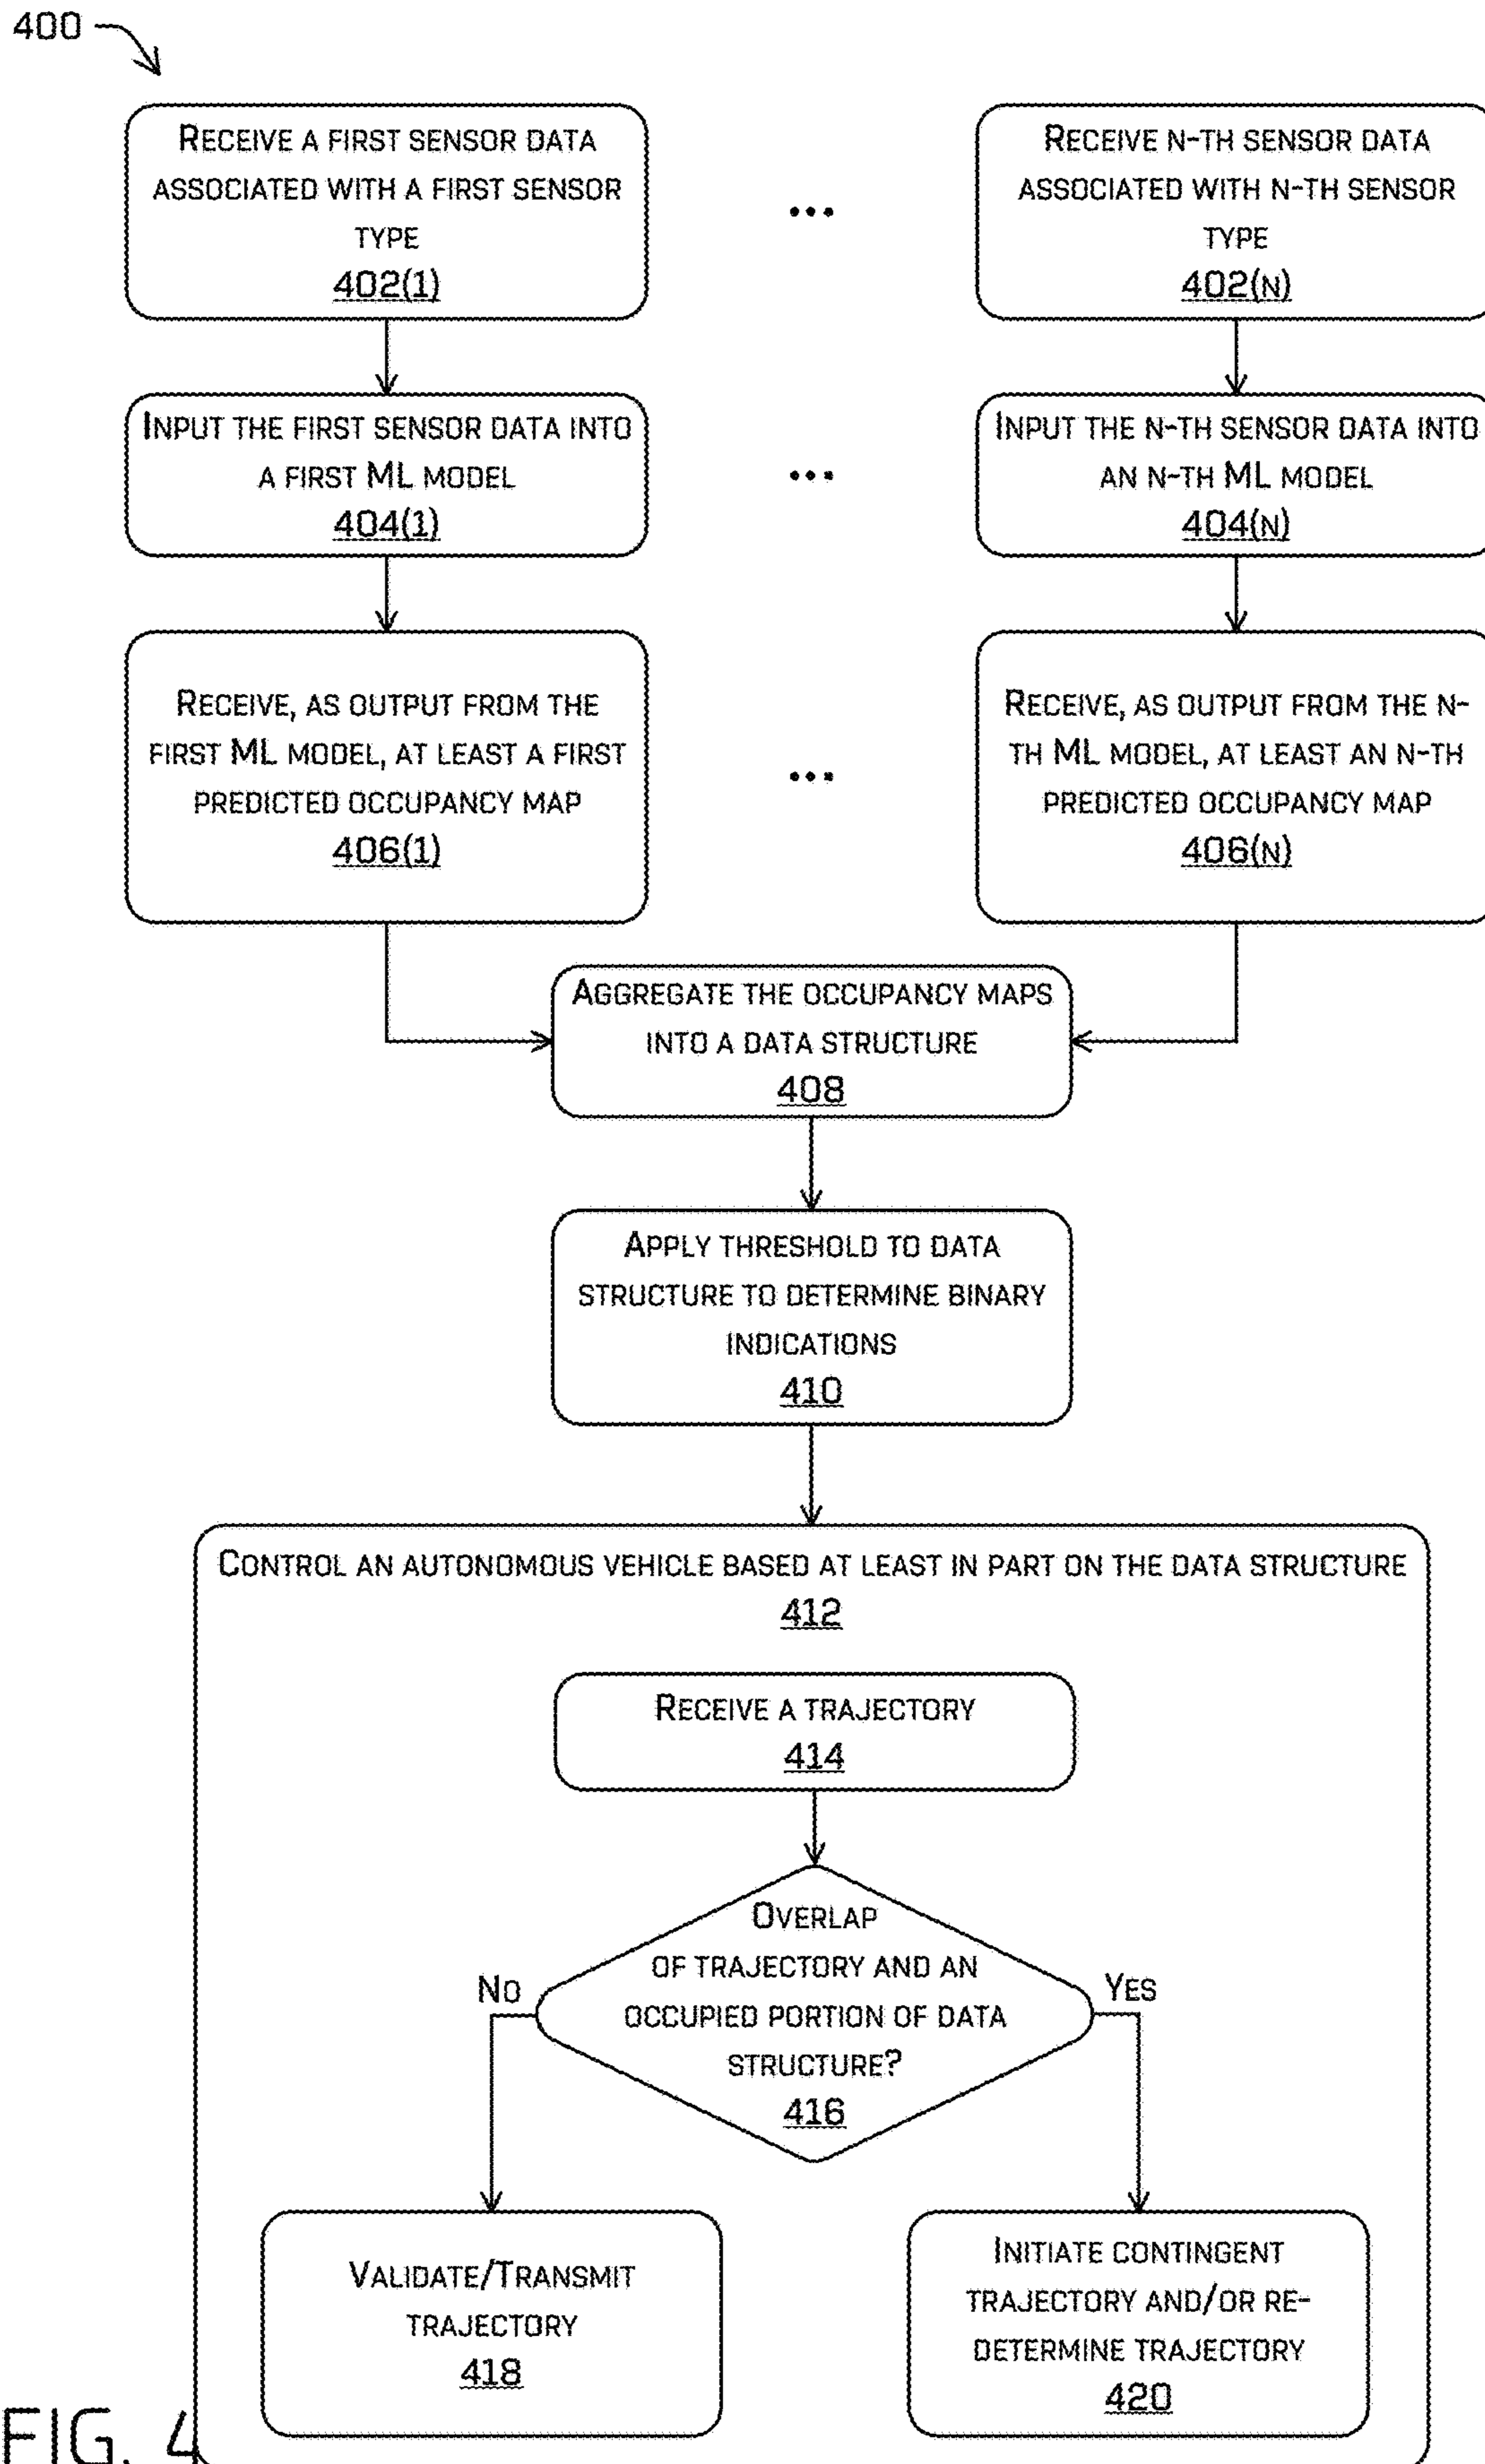 400
RECEIVE A FIRST SENSOR DATA
ASSOCIATED WITH A FIRST SENSOR
TYPE
402(1)
...
RECEIVE N-TH SENSOR DATA
ASSOCIATED WITH N-TH SENSOR
TYPE
402(N)
INPUT THE FIRST SENSOR DATA INTO
A FIRST ML MODEL
404(1)
...
INPUT THE N-TH SENSOR DATA INTO
AN N-TH ML MODEL
404(N)
RECEIVE, AS OUTPUT FROM THE
FIRST ML MODEL, AT LEAST A FIRST
PREDICTED OCCUPANCY MAP
406(1)
...
RECEIVE, AS OUTPUT FROM THE N-
TH ML MODEL, AT LEAST AN N-TH
PREDICTED OCCUPANCY MAP
406(N)
AGGREGATE THE OCCUPANCY MAPS
INTO A DATA STRUCTURE
408
APPLY THRESHOLD TO DATA
STRUCTURE TO DETERMINE BINARY
INDICATIONS
410
CONTROL AN AUTONOMOUS VEHICLE BASED AT LEAST IN PART ON THE DATA STRUCTURE
412
RECEIVE A TRAJECTORY
414
OVERLAP
OF TRAJECTORY AND AN
OCCUPIED PORTION OF DATA
STRUCTURE?
416
NO
YES
VALIDATE/TRANSMIT
TRAJECTORY
418
INITIATE CONTINGENT
TRAJECTORY AND/OR RE-
DETERMINE TRAJECTORY
420
FIG. 4